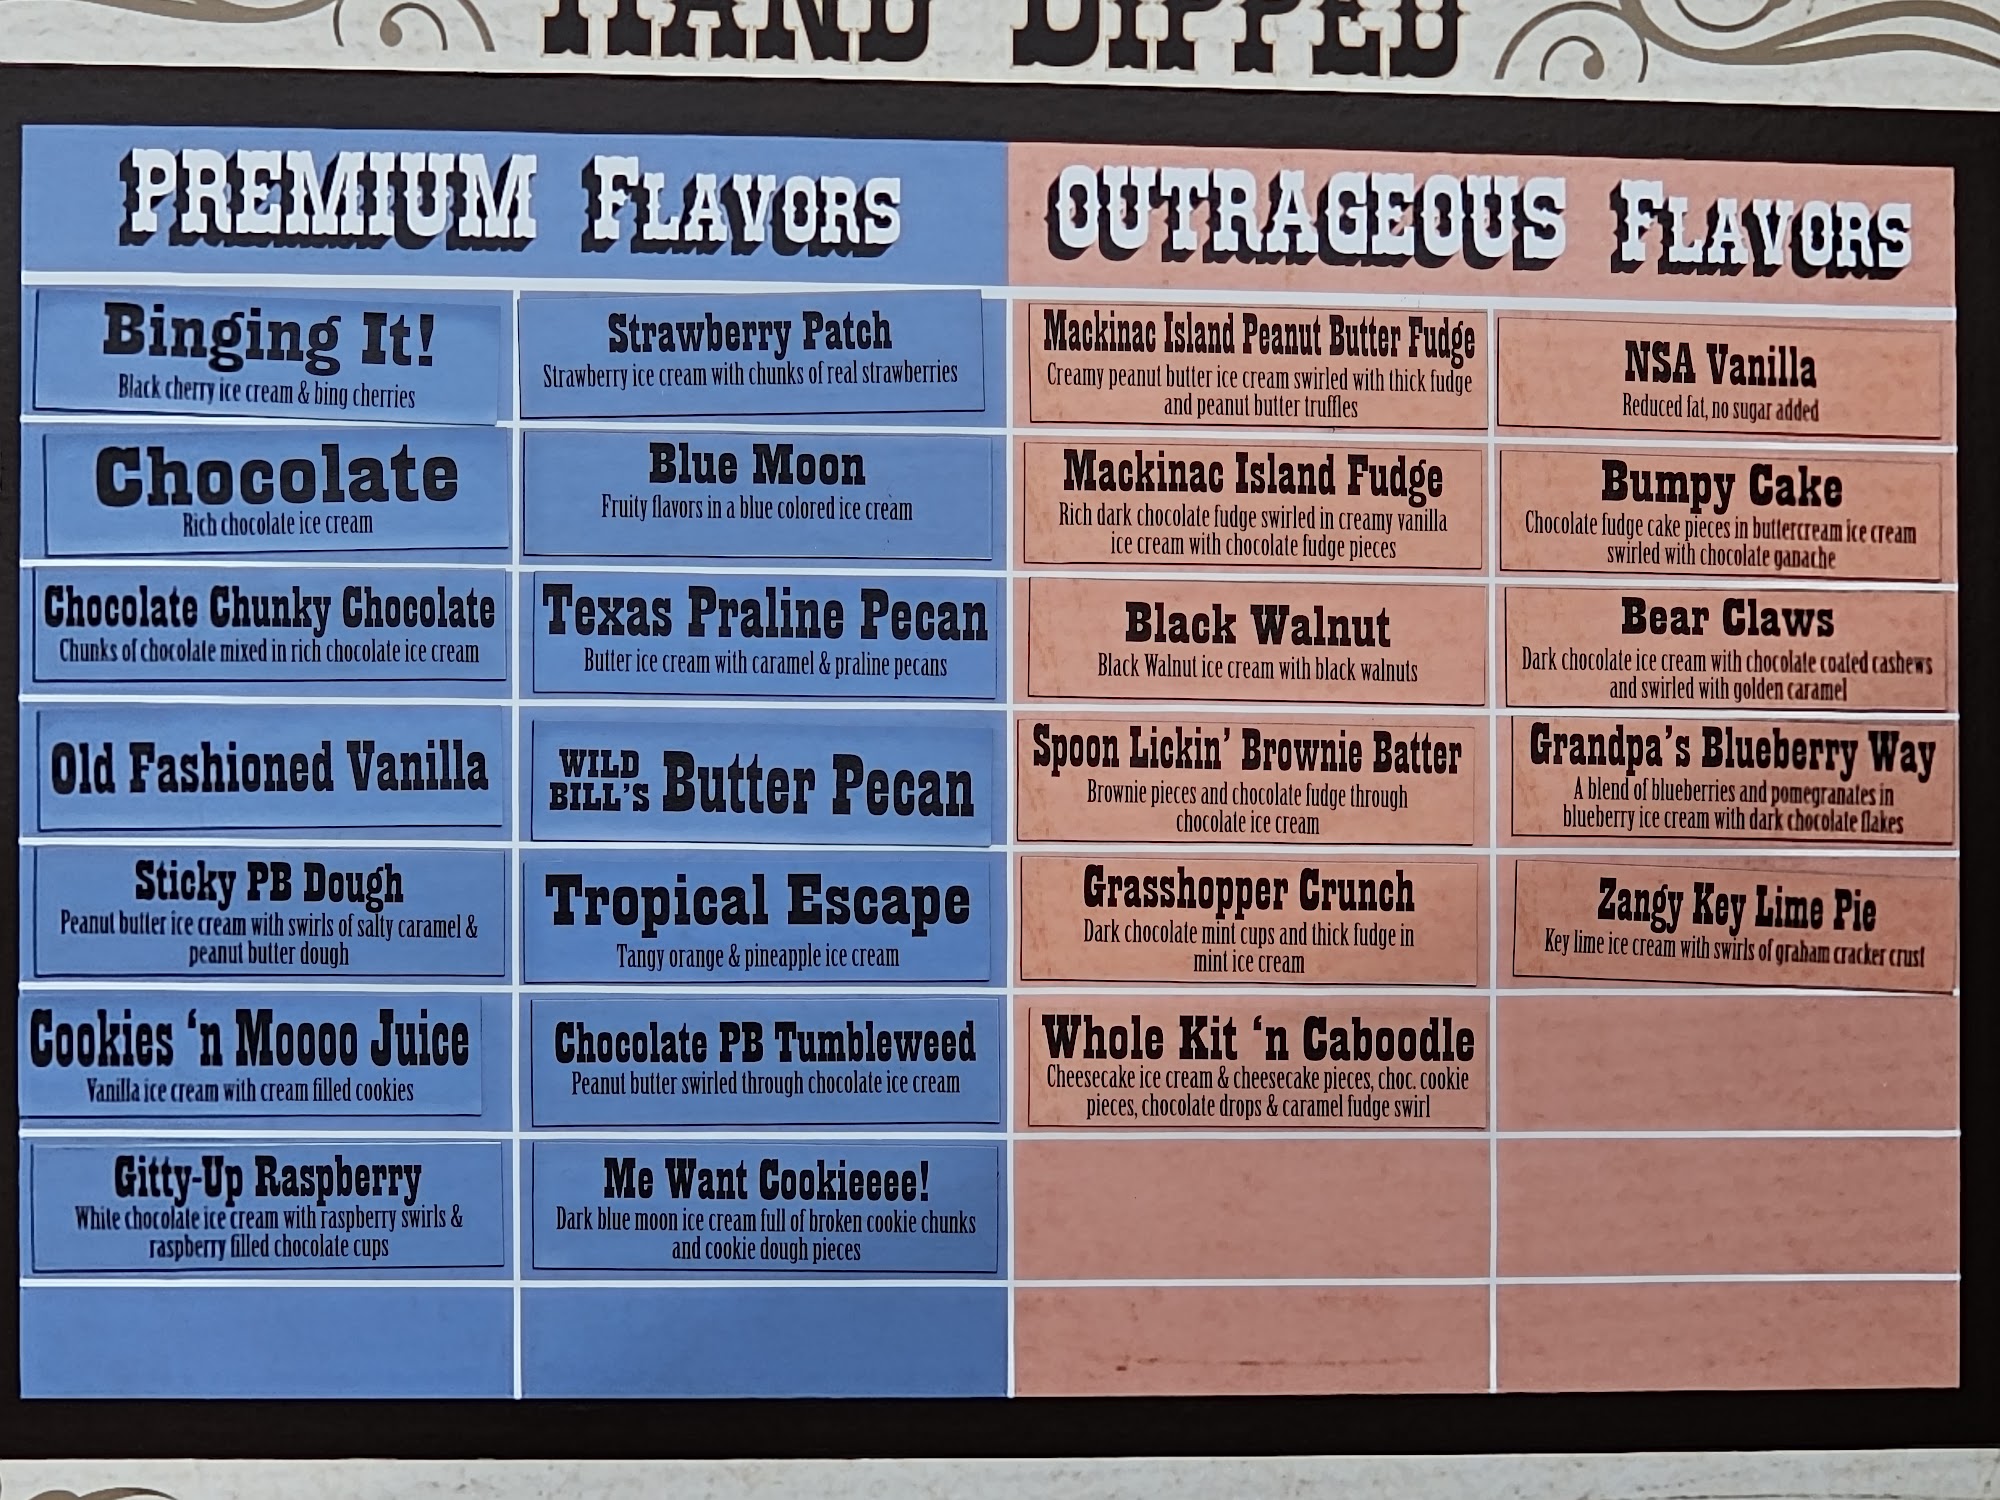 HAND DIPPED
PREMIUM FLAVORS
Binging It!
Black cherry ice cream & bing cherries
Chocolate
Rich chocolate ice cream
Chocolate Chunky Chocolate
Chunks of chocolate mixed in rich chocolate ice cream
Old Fashioned Vanilla
Sticky PB Dough
Peanut butter ice cream with swirls of salty caramel &
peanut butter dough
Cookies 'n Moooo Juice
Vanilla ice cream with cream filled cookies
Gitty-Up Raspberry
White chocolate ice cream with raspberry swirls &
raspberry filled chocolate cups
Strawberry Patch
Strawberry ice cream with chunks of real strawberries
Blue Moon
Fruity flavors in a blue colored ice cream
Texas Praline Pecan
Butter ice cream with caramel & praline pecans
WILD BILL'S Butter Pecan
Tropical Escape
Tangy orange & pineapple ice cream
Chocolate PB Tumbleweed
Peanut butter swirled through chocolate ice cream
Me Want Cookieeee!
Dark blue moon ice cream full of broken cookie chunks
and cookie dough pieces
OUTRAGEOUS FLAVORS
Mackinac Island Peanut Butter Fudge
Creamy peanut butter ice cream swirled with thick fudge
and peanut butter truffles
Mackinac Island Fudge
Rich dark chocolate fudge swirled in creamy vanilla
ice cream with chocolate fudge pieces
Black Walnut
Black Walnut ice cream with black walnuts
Spoon Lickin' Brownie Batter
Brownie pieces and chocolate fudge through
chocolate ice cream
Grasshopper Crunch
Dark chocolate mint cups and thick fudge in
mint ice cream
Whole Kit 'n Caboodle
Cheesecake ice cream & cheesecake pieces, choc. cookie
pieces, chocolate drops & caramel fudge swirl
NSA Vanilla
Reduced fat, no sugar added
Bumpy Cake
Chocolate fudge cake pieces in buttercream ice cream
swirled with chocolate ganache
Bear Claws
Dark chocolate ice cream with chocolate coated cashews
and swirled with golden caramel
Grandpa's Blueberry Way
A blend of blueberries and pomegranates in
blueberry ice cream with dark chocolate flakes
Zangy Key Lime Pie
Key lime ice cream with swirls of graham cracker crust